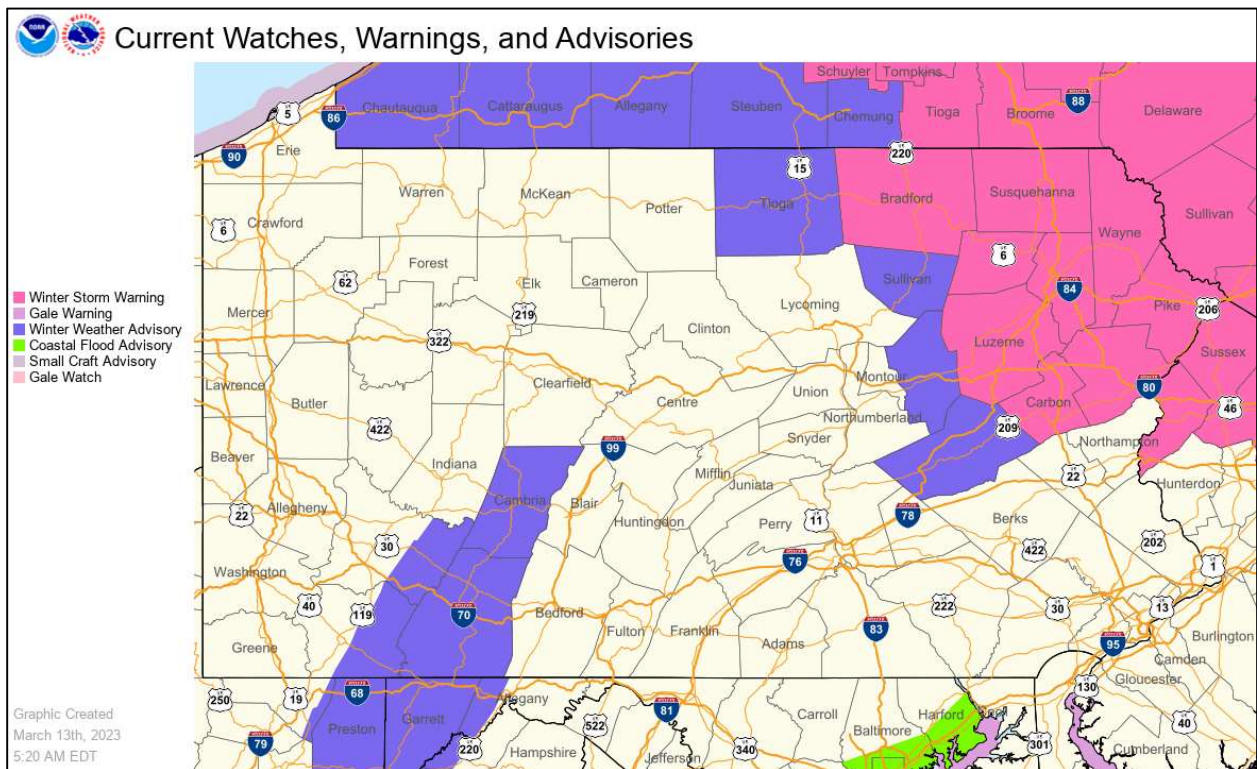 Current Watches, Warnings, and Advisories
Schuyler Tompkins
Chautauqua Cattaraugus Allegany Steuben Chemung Tioga Broome 88 Delaware
5 86
90 Erie
15 220
Warren McKean Potter Tioga Bradford Susquehanna
Crawford Wayne Sullivan
6
Forest 6
62 Elk Cameron Sullivan 84
Mercer 219 Lycoming Pike 206
Clinton
322 Luzerne Sussex
Lawrence Clearfield Montour 80
Butler Centre Union Carbon 46
422 Northumberland 209
Snyder Northampton
Beaver Indiana 99 Mifflin 22 Hunterdon
Cambria Blair Juniata
22 Allegheny Huntingdon Perry 11 78 Berks
30 422 202
76 1
Washington
40 119 70 Bedford 222 30 13
Fulton Franklin Adams 83 Burlington
Greene 95 Camden
Gloucester
250 19 68 Allegany 81 130
Preston Garrett Carroll Harford Cecil
522 Baltimore 40
79 220 Hampshire Jefferson 340 301 Cumberland
Winter Storm Warning
Gale Warning
Winter Weather Advisory
Coastal Flood Advisory
Small Craft Advisory
Gale Watch
Graphic Created
March 13th, 2023
5:20 AM EDT